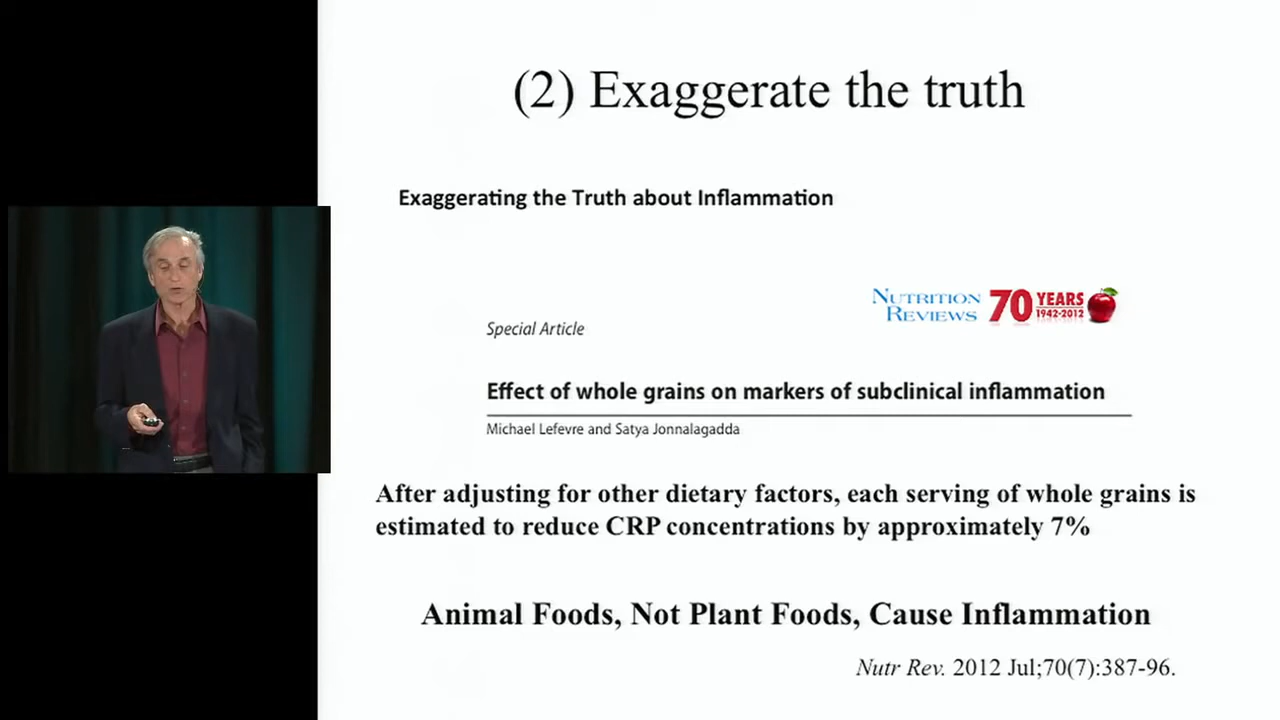 (2) Exaggerate the truth
Exaggerating the Truth about Inflammation
NUTRITION
REVIEWS
70 YEARS
1942-2012
Special Article
Effect of whole grains on markers of subclinical inflammation
Michael Lefevre and Satya Jonnalagadda
After adjusting for other dietary factors, each serving of whole grains is
estimated to reduce CRP concentrations by approximately 7%
Animal Foods, Not Plant Foods, Cause Inflammation
Nutr Rev. 2012 Jul;70(7):387-96.